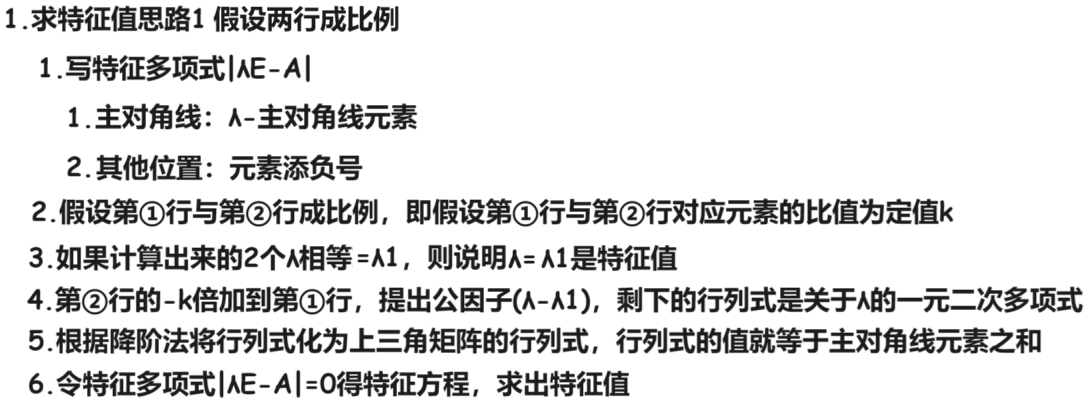 1.求特征值思路1 假设两行成比例
1.写特征多项式|λE-A|
1.主对角线：λ-主对角线元素
2.其他位置：元素添负号
2.假设第①行与第②行成比例，即假设第①行与第②行对应元素的比值为定值k
3.如果计算出来的2个λ相等=λ1，则说明λ=λ1是特征值
4.第②行的-k倍加到第①行，提出公因子(λ-λ1)，剩下的行列式是关于λ的一元二次多项式
5.根据降阶法将行列式化为上三角矩阵的行列式，行列式的值就等于主对角线元素之和
6.令特征多项式|λE-A|=0得特征方程，求出特征值